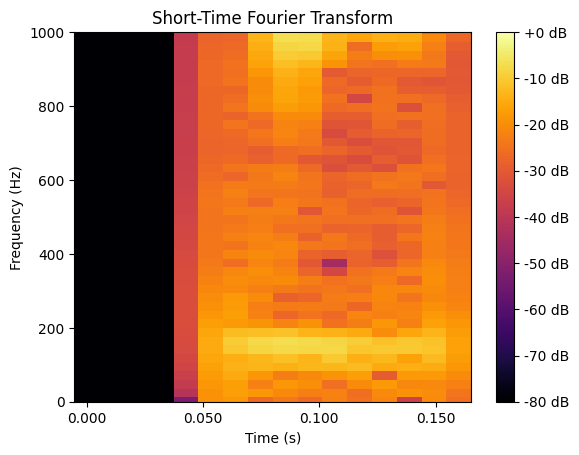 Short-Time Fourier Transform
1000
800
600
400
200
0
Frequency (Hz)
0.000
0.050
0.100
0.150
Time (s)
+0 dB
-10 dB
-20 dB
-30 dB
-40 dB
-50 dB
-60 dB
-70 dB
-80 dB